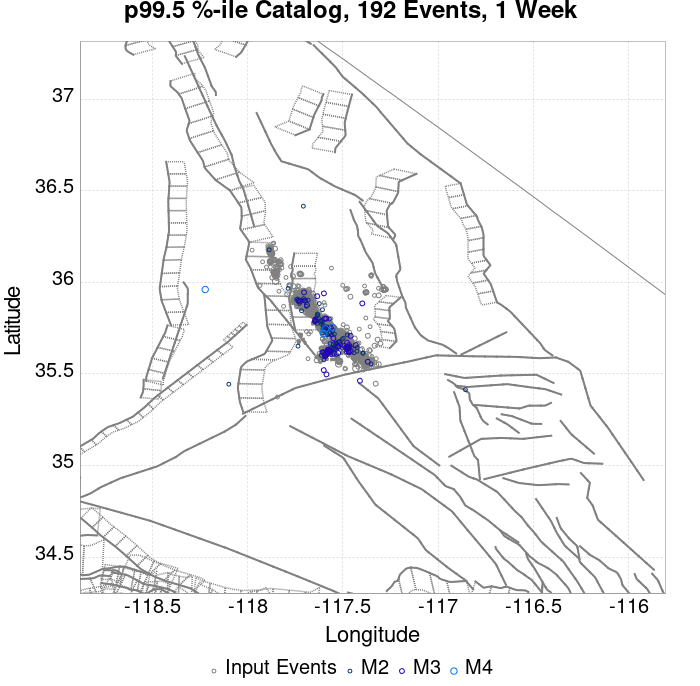 p99.5 %-ile Catalog, 192 Events, 1 Week
37
36.5
36
35.5
35
34.5
Latitude
-118.5 -118 -117.5 -117 -116.5 -116
Longitude
Input Events M2 M3 M4